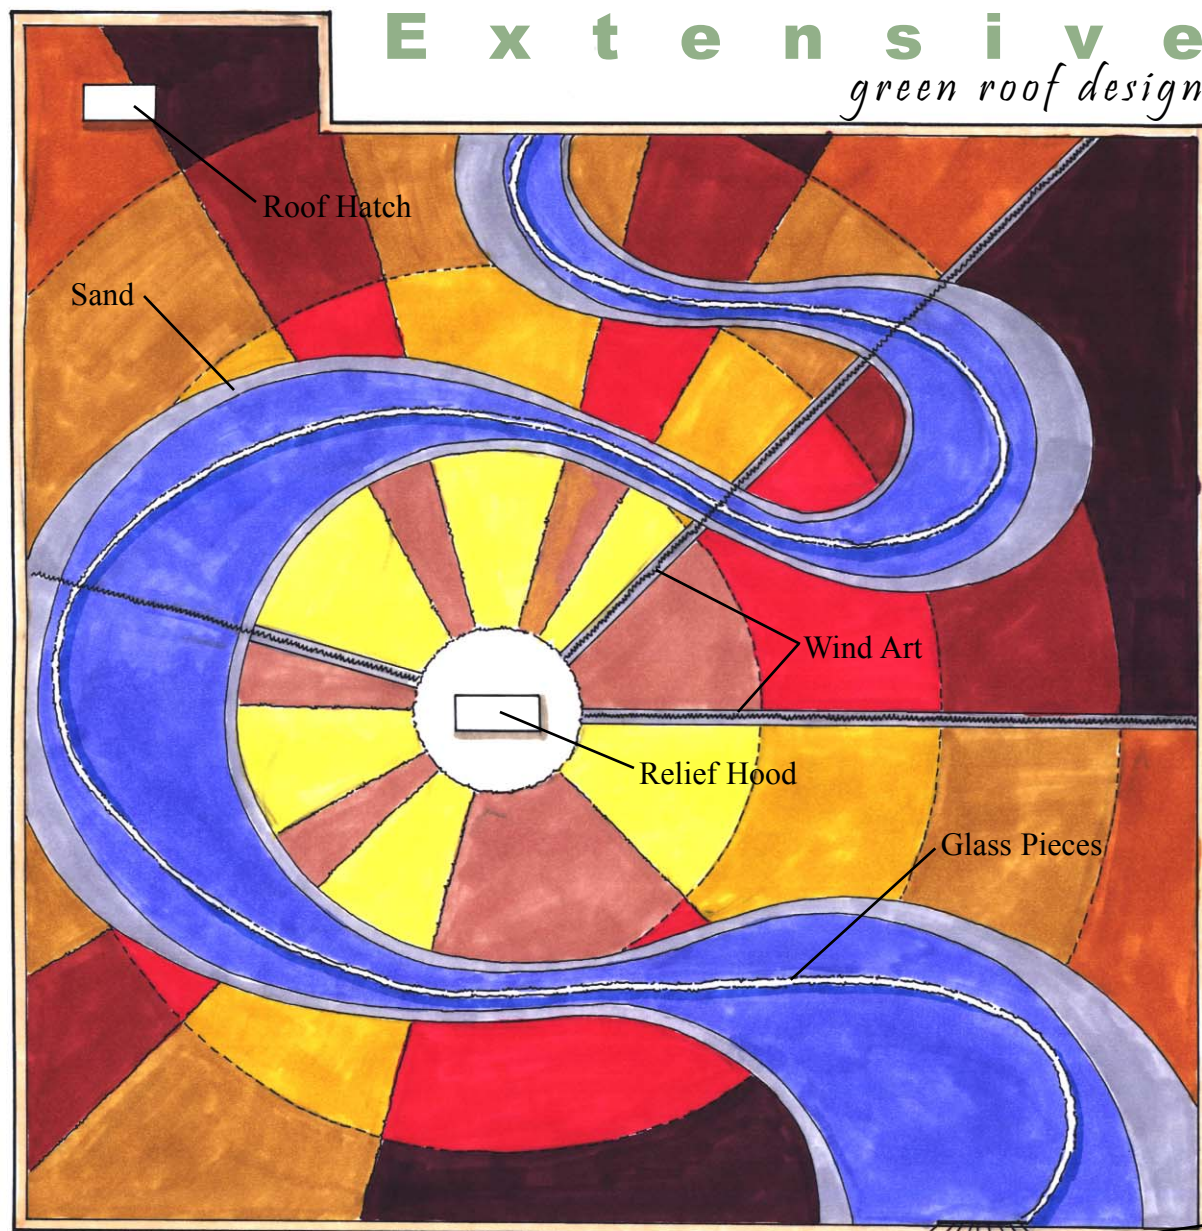 Extensive
green roof design
Roof Hatch
Sand
Wind Art
Relief Hood
Glass Pieces